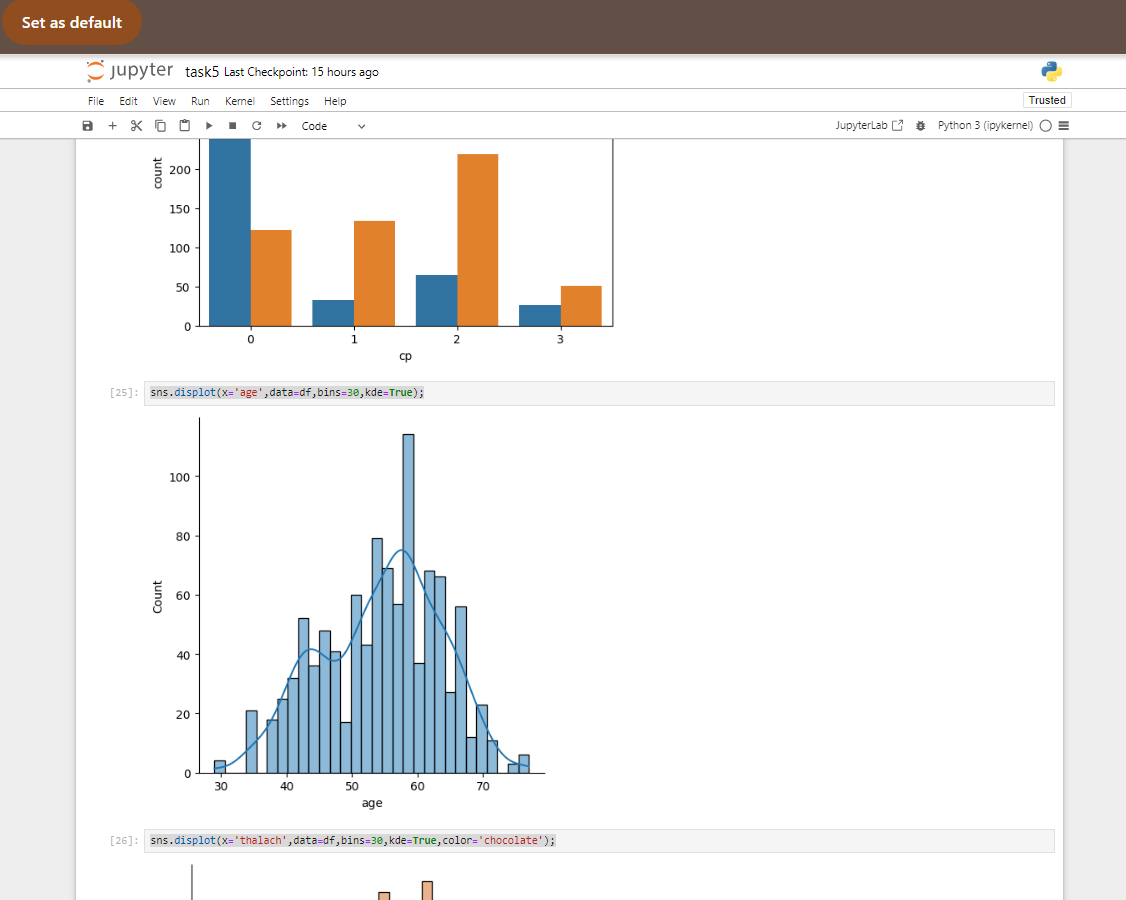 Set as default
jupyter task5 Last Checkpoint: 15 hours ago
File Edit View Run Kernel Settings Help Trusted
Code JupyterLab Python 3 (ipykernel)
count
200
150
100
50
0
0 1 2 3
cp
[25]: sns.displot(x='age',data=df,bins=30,kde=True);
Count
100
80
60
40
20
0
30 40 50 60 70
age
[26]: sns.displot(x='thalach',data=df,bins=30,kde=True,color='chocolate');